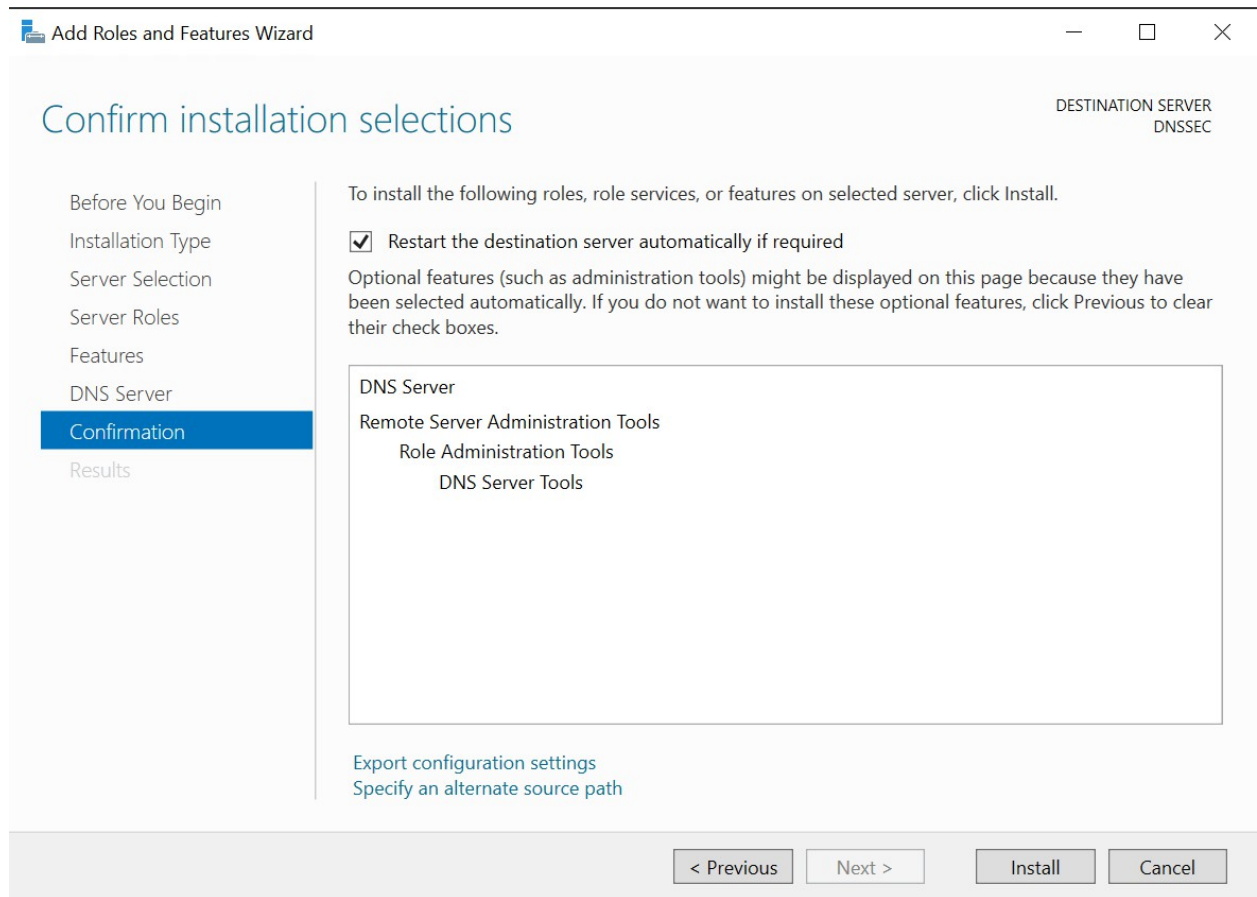 Add Roles and Features Wizard
Confirm installation selections
DESTINATION SERVER
DNSSEC
Before You Begin
Installation Type
Server Selection
Server Roles
Features
DNS Server
Confirmation
Results
To install the following roles, role services, or features on selected server, click Install.
Restart the destination server automatically if required
Optional features (such as administration tools) might be displayed on this page because they have
been selected automatically. If you do not want to install these optional features, click Previous to clear
their check boxes.
DNS Server
Remote Server Administration Tools
Role Administration Tools
DNS Server Tools
Export configuration settings
Specify an alternate source path
< Previous
Next >
Install
Cancel